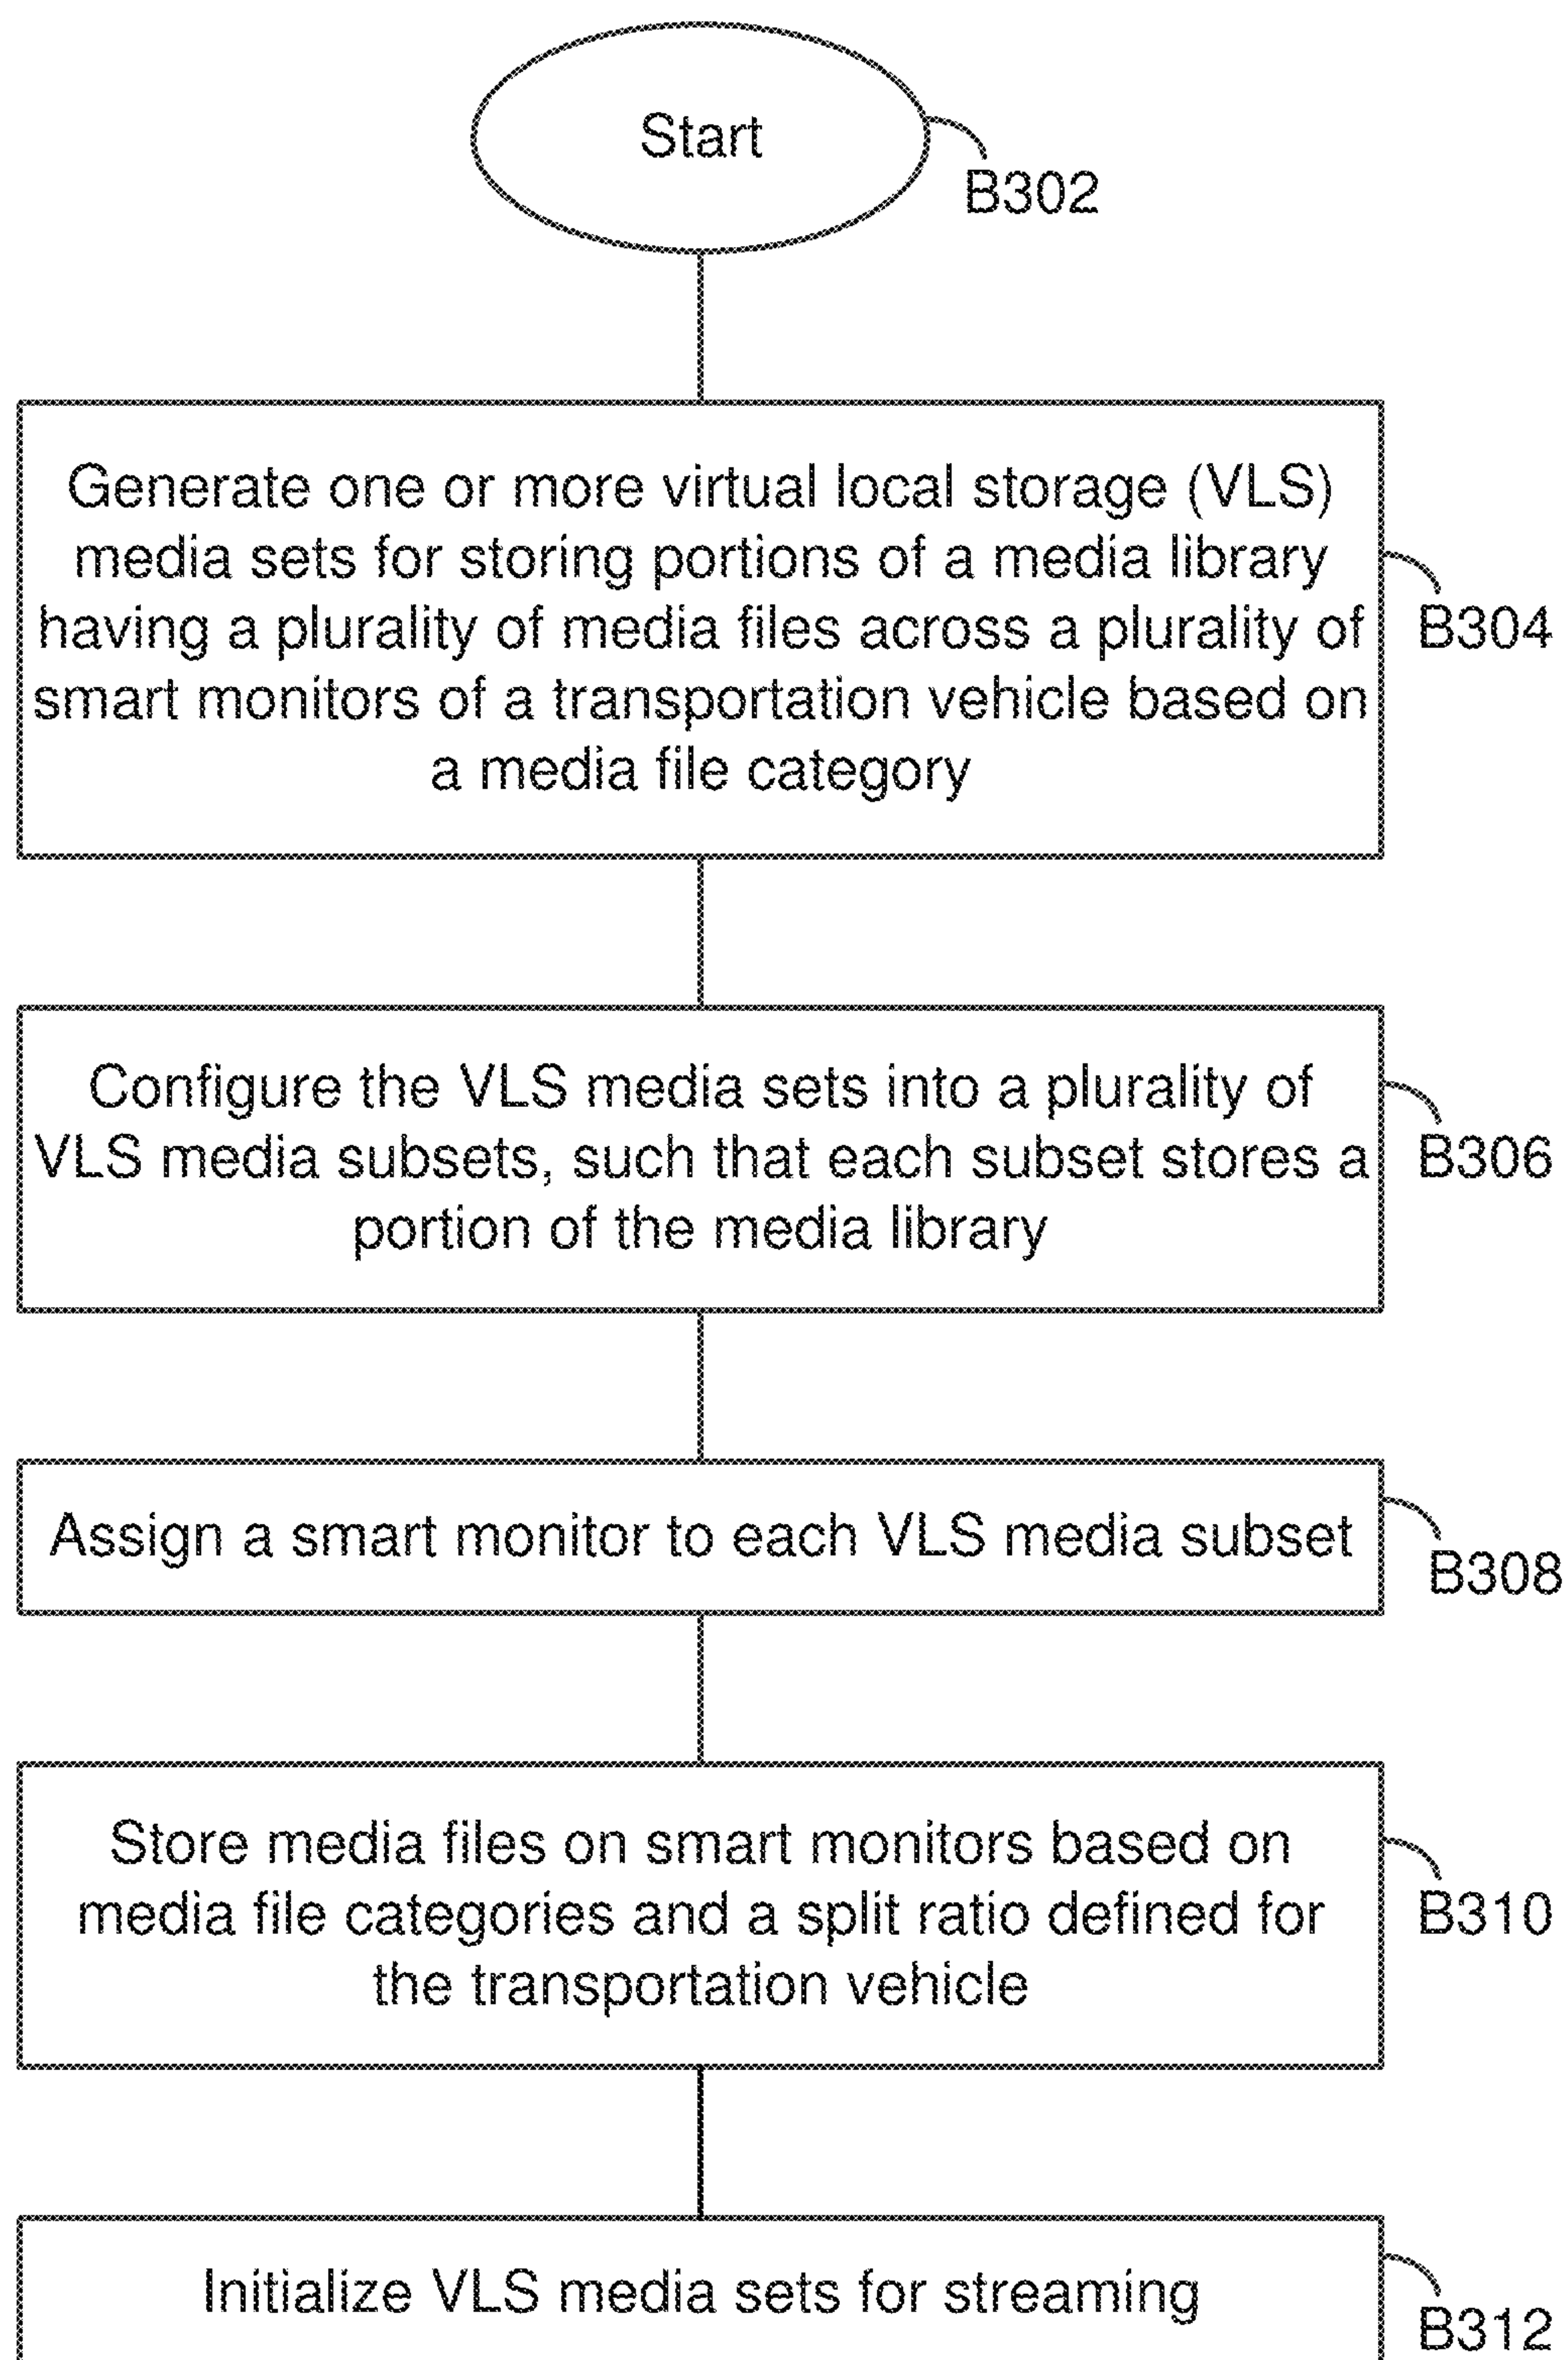 Start
B302
Generate one or more virtual local storage (VLS)
media sets for storing portions of a media library
having a plurality of media files across a plurality of
smart monitors of a transportation vehicle based on
a media file category
B304
Configure the VLS media sets into a plurality of
VLS media subsets, such that each subset stores a
portion of the media library
B306
Assign a smart monitor to each VLS media subset
B308
Store media files on smart monitors based on
media file categories and a split ratio defined for
the transportation vehicle
B310
Initialize VLS media sets for streaming
B312